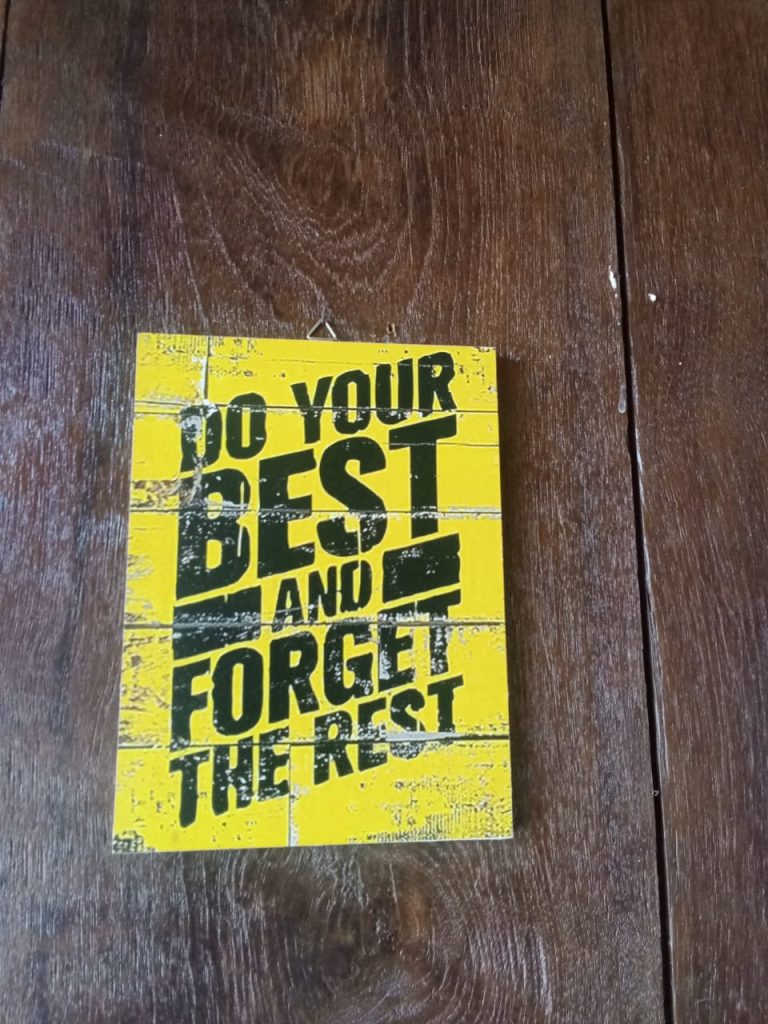 DO YOUR
BEST
AND
FORGET
THE REST